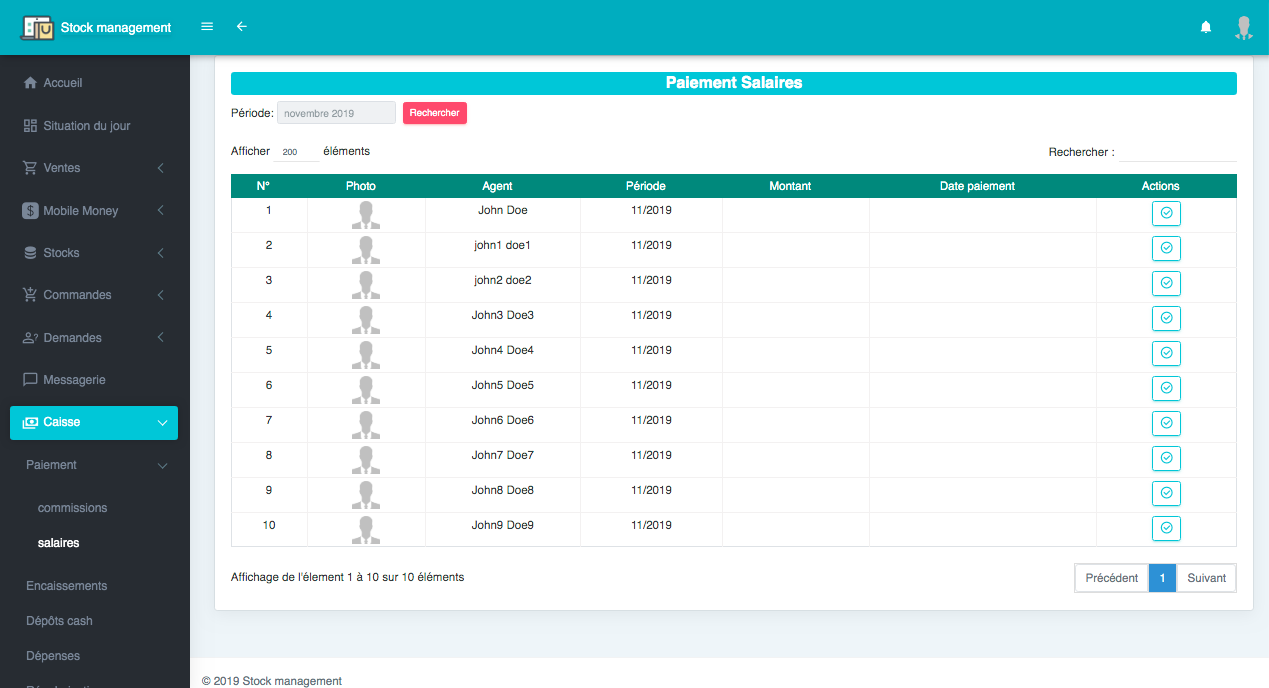 Stock management
Accueil
Situation du jour
Ventes
Mobile Money
Stocks
Commandes
Demandes
Messagerie
Caisse
Paiement
commissions
salaires
Encaissements
Dépôts cash
Dépenses
Paiement Salaires
Période: novembre 2019 Rechercher
Afficher 200 éléments Rechercher :
N° Photo Agent Période Montant Date paiement Actions
1 John Doe 11/2019
2 john1 doe1 11/2019
3 john2 doe2 11/2019
4 John3 Doe3 11/2019
5 John4 Doe4 11/2019
6 John5 Doe5 11/2019
7 John6 Doe6 11/2019
8 John7 Doe7 11/2019
9 John8 Doe8 11/2019
10 John9 Doe9 11/2019
Affichage de l'élement 1 à 10 sur 10 éléments Précédent 1 Suivant
© 2019 Stock management